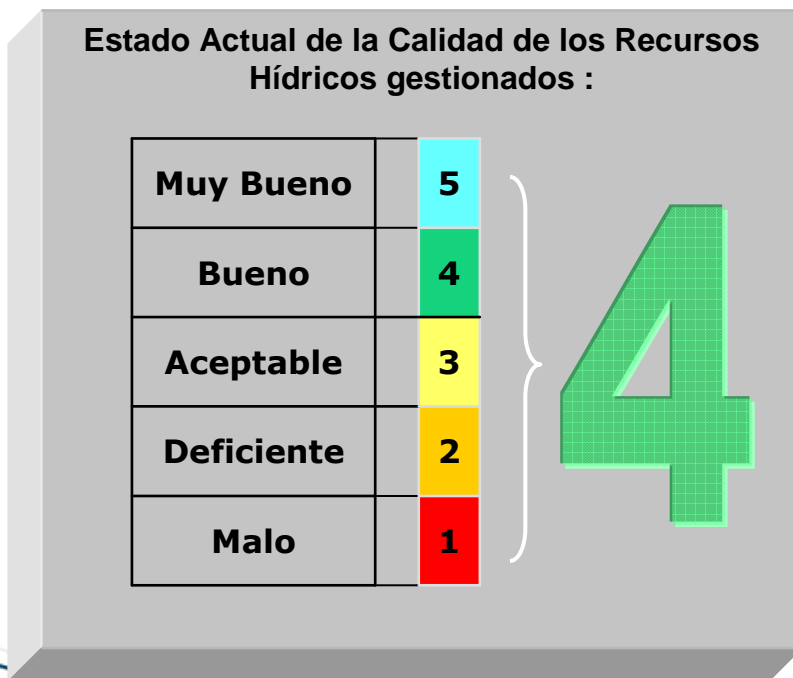 Estado Actual de la Calidad de los Recursos
Hídricos gestionados :
Muy Bueno 5
Bueno 4
Aceptable 3
Deficiente 2
Malo 1
4